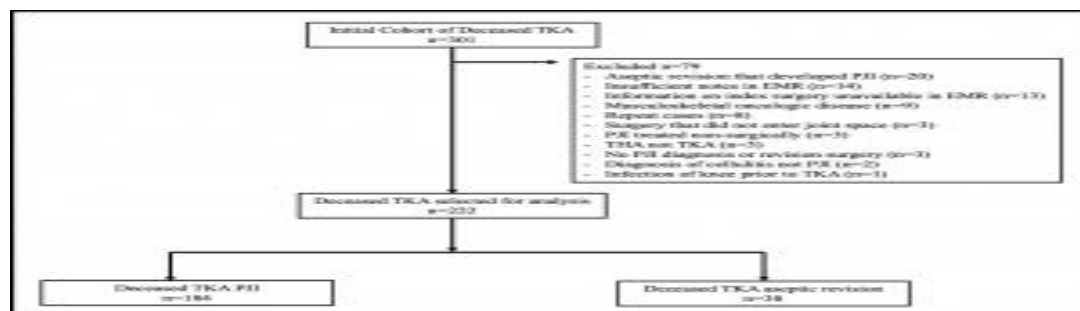 Initial Cohort of Deceased TKA
n=301
Excluded n=79
- Aseptic revision that developed PJI (n=20)
- Insufficient notes in EMR (n=14)
- Information on index surgery unavailable in EMR (n=13)
- Musculoskeletal oncologic disease (n=9)
- Repeat cases (n=8)
- Surgery that did not enter joint space (n=3)
- PJI treated non-surgically (n=3)
- THA not TKA (n=3)
- No PJI diagnosis or revision surgery (n=3)
- Diagnosis of cellulitis not PJI (n=2)
- Infection of knee prior to TKA (n=1)
Deceased TKA selected for analysis
n=222
Deceased TKA PJI
n=184
Deceased TKA aseptic revision
n=38